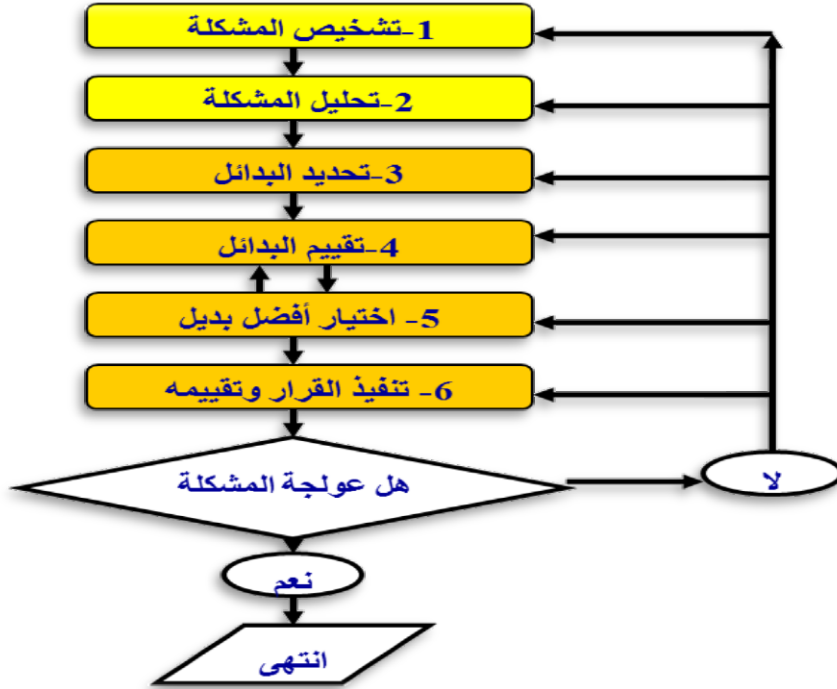 1-تشخيص المشكلة
2-تحليل المشكلة
3-تحديد البدائل
4-تقييم البدائل
5- اختيار أفضل بديل
6- تنفيذ القرار وتقييمه
هل عولجة المشكلة
لا
نعم
انتهى